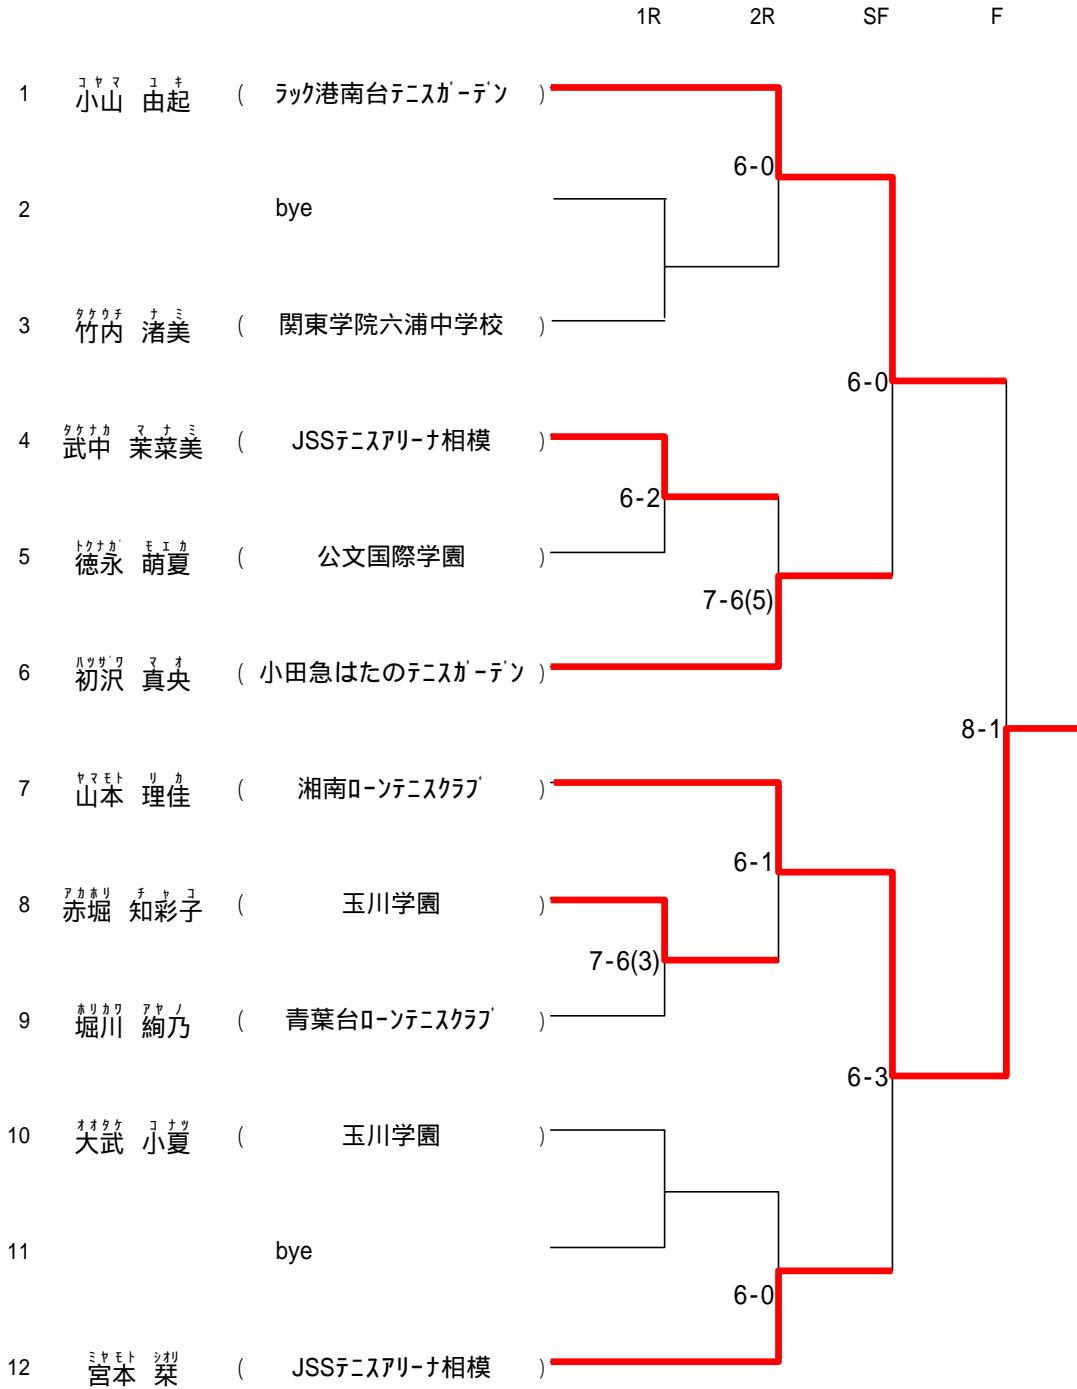 1R 2R SF F
コヤマ ユキ
1 小山 由起 ( ラック港南台テニスガーデン )
6-0
2 bye
タケウチ ナミ
3 竹内 渚美 ( 関東学院六浦中学校 )
6-0
タケナカ マナミ
4 武中 茉菜美 ( JSSテニスアリーナ相模 )
6-2
トクナガ モエカ
5 徳永 萌夏 ( 公文国際学園 )
7-6(5)
ハツザワ マオ
6 初沢 真央 ( 小田急はたのテニスガーデン )
8-1
ヤマモト リカ
7 山本 理佳 ( 湘南ローンテニスクラブ )
6-1
アカホリ チャコ
8 赤堀 知彩子 ( 玉川学園 )
7-6(3)
ホリカワ アヤノ
9 堀川 絢乃 ( 青葉台ローンテニスクラブ )
6-3
オオタケ コナツ
10 大武 小夏 ( 玉川学園 )
11 bye
6-0
ミヤモト シオリ
12 宮本 栞 ( JSSテニスアリーナ相模 )